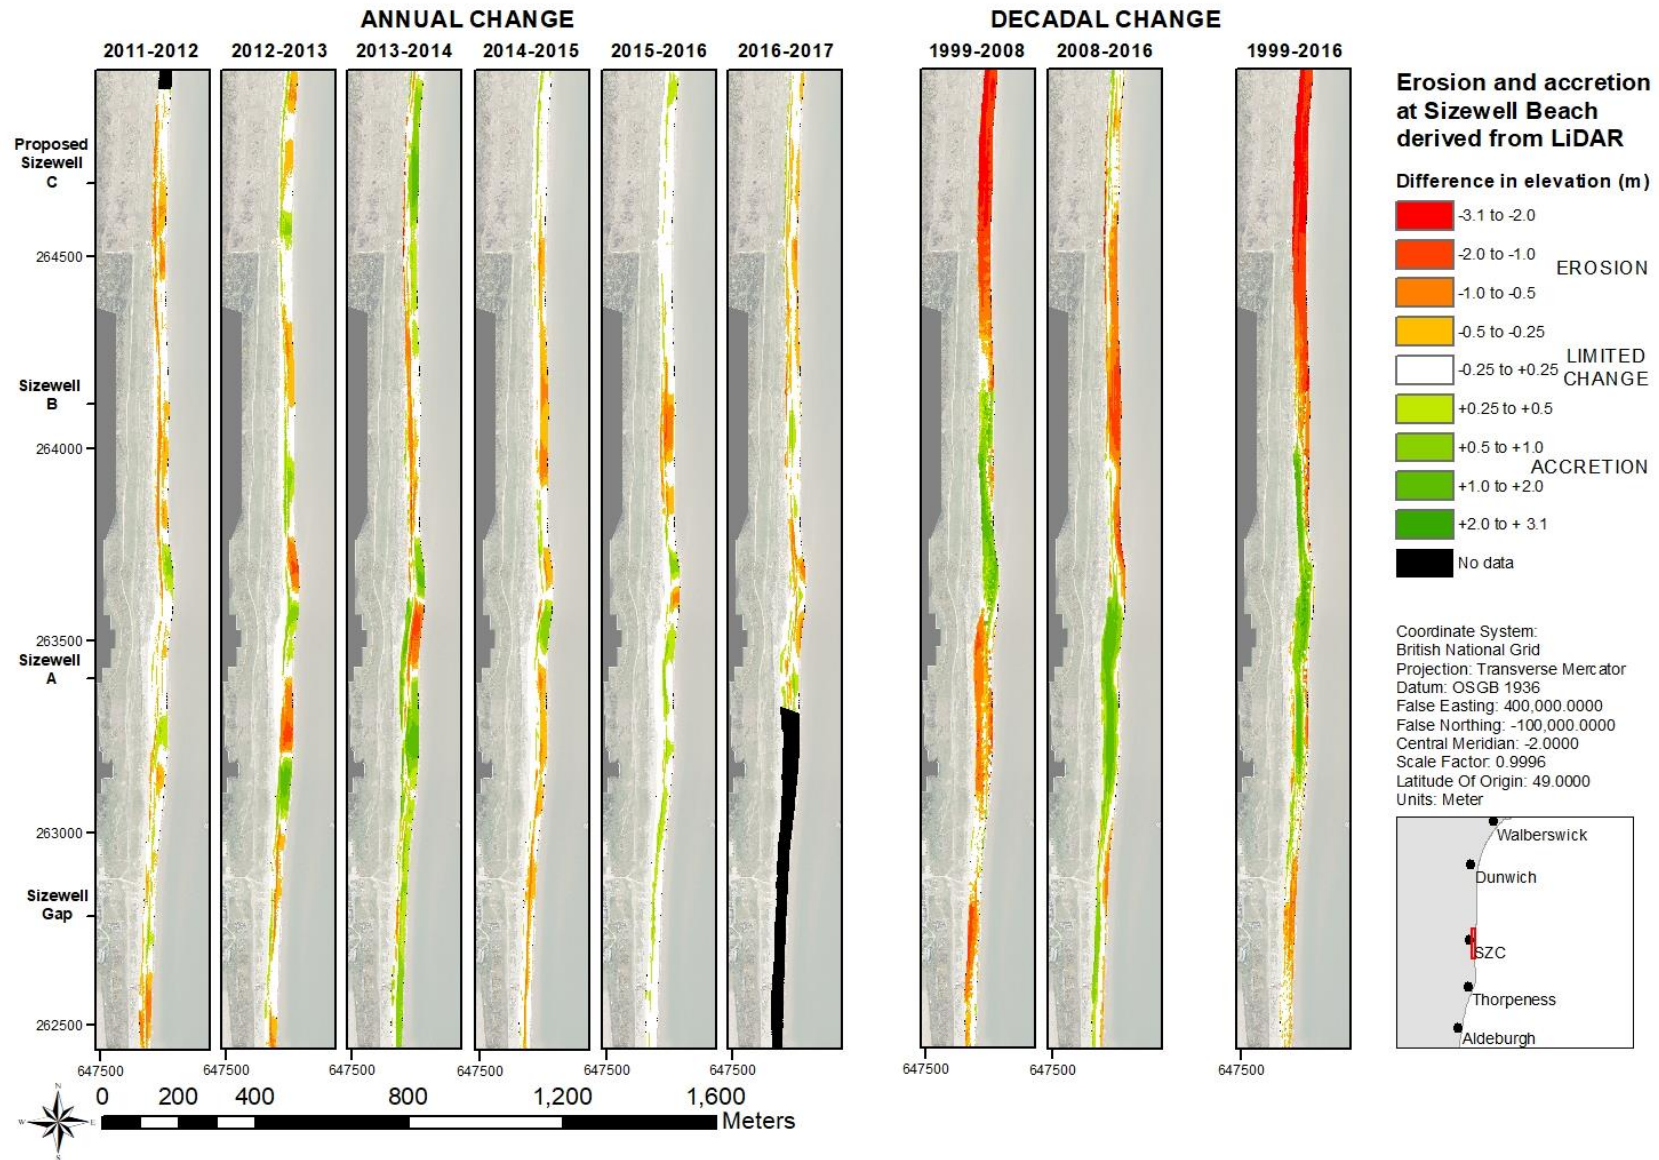 ANNUAL CHANGE
DECADAL CHANGE
2011-2012
2012-2013
2013-2014
2014-2015
2015-2016
2016-2017
1999-2008
2008-2016
1999-2016
Proposed
Sizewell
C
264500
Sizewell
B
264000
263500
Sizewell
A
263000
Sizewell
Gap
262500
647500
647500
647500
647500
647500
647500
647500
647500
N
W
E
S
0
200
400
800
1,200
1,600
Meters
Erosion and accretion
at Sizewell Beach
derived from LiDAR
Difference in elevation (m)
-3.1 to -2.0
-2.0 to -1.0
EROSION
-1.0 to -0.5
-0.5 to -0.25
LIMITED
-0.25 to +0.25
CHANGE
+0.25 to +0.5
+0.5 to +1.0
ACCRETION
+1.0 to +2.0
+2.0 to + 3.1
No data
Coordinate System:
British National Grid
Projection: Transverse Mercator
Datum: OSGB 1936
False Easting: 400,000.0000
False Northing: -100,000.0000
Central Meridian: -2.0000
Scale Factor: 0.9996
Latitude Of Origin: 49.0000
Units: Meter
Walberswick
Dunwich
SZC
Thorpeness
Aldeburgh